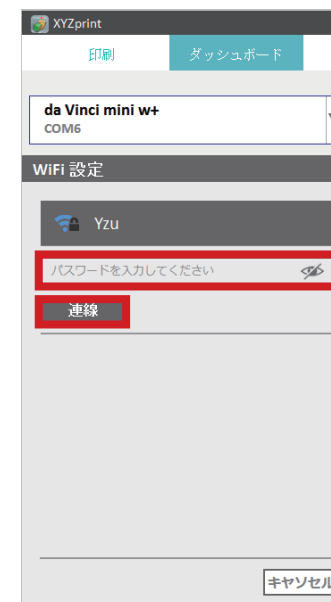 XYZprint
印刷 ダッシュボード
da Vinci mini w+
COM6
WiFi 設定
Yzu
パスワードを入力してください
連線
キヤソセル